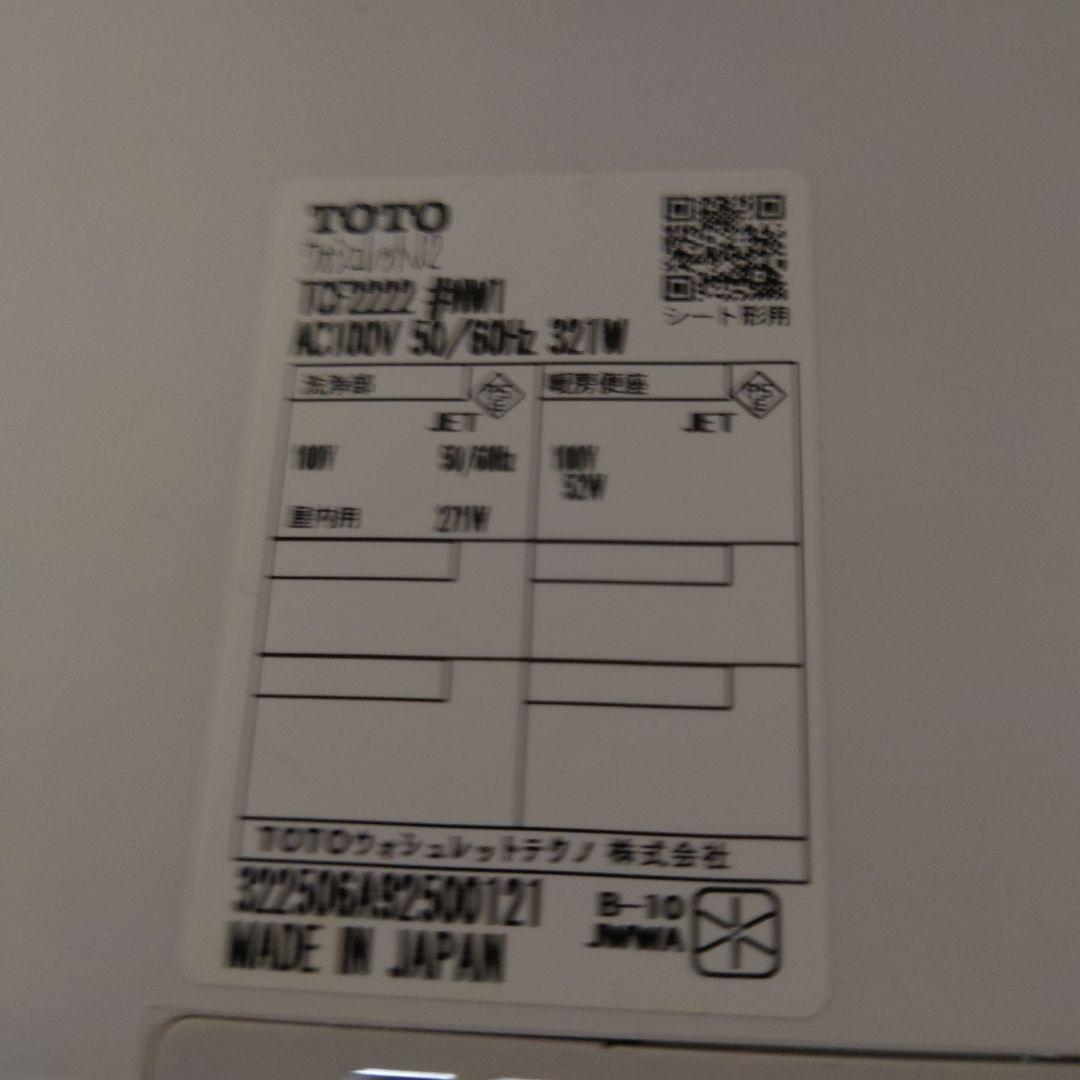 TOTO
ウォシュレットJ2
TCF2222 #NW1
AC100V 50/60Hz 321W
シート形用
洗浄部
PSE
暖房便座
PSE
JET
JET
100V 50/60Hz
100V
52W
屋内用 271W
TOTOウォシュレットテクノ 株式会社
322506A92500121
B-10
JWWA
MADE IN JAPAN